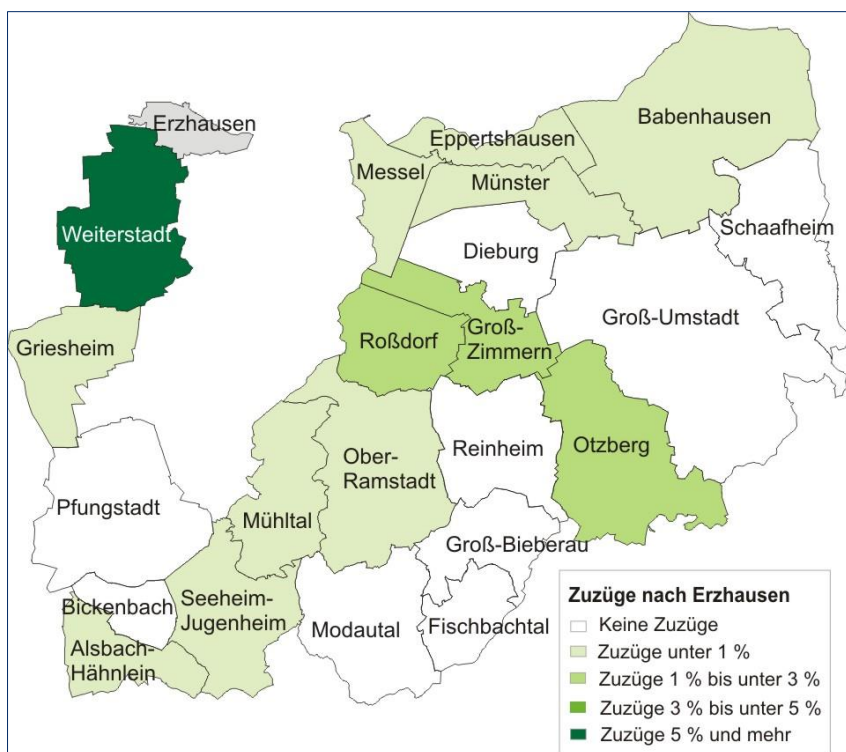 Erzhausen
Babenhausen
Eppertshausen
Messel
Münster
Schaafheim
Weiterstadt
Dieburg
Groß-Umstadt
Griesheim
Roßdorf
Groß-
Zimmern
Reinheim
Otzberg
Ober-
Ramstadt
Pfungstadt
Mühltal
Groß-Bieberau
Bickenbach
Seeheim-
Jugenheim
Modautal
Fischbachtal
Alsbach-
Hähnlein
Zuzüge nach Erzhausen
Keine Zuzüge
Zuzüge unter 1 %
Zuzüge 1 % bis unter 3 %
Zuzüge 3 % bis unter 5 %
Zuzüge 5 % und mehr